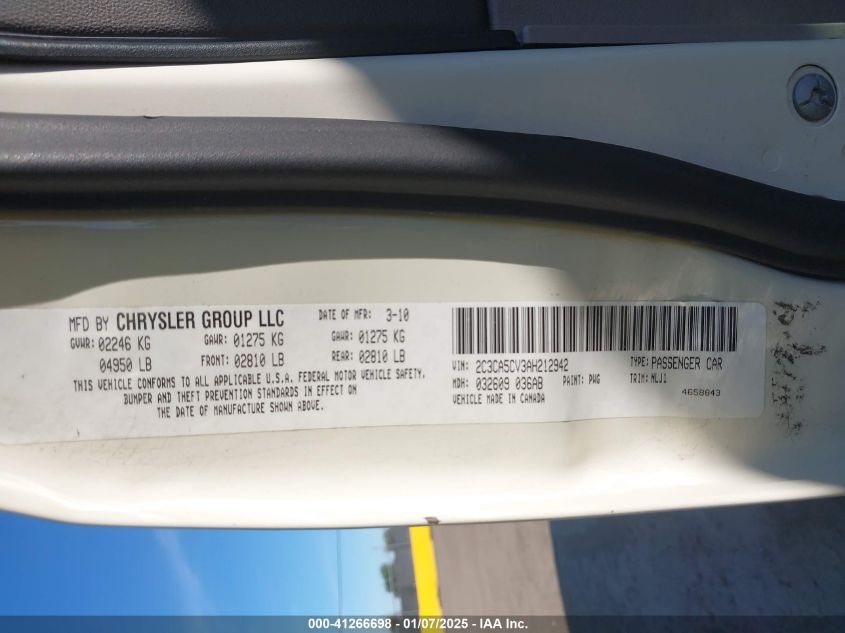 MFD BY CHRYSLER GROUP LLC DATE OF MFR: 3-10
GVWR: 02246 KG GAWR: 01275 KG GAWR: 01275 KG
04950 LB FRONT: 02810 LB REAR: 02810 LB
THIS VEHICLE CONFORMS TO ALL APPLICABLE U.S.A. FEDERAL MOTOR VEHICLE SAFETY,
BUMPER AND THEFT PREVENTION STANDARDS IN EFFECT ON
THE DATE OF MANUFACTURE SHOWN ABOVE.
VIN: 2C3CA5CV3AH212942 TYPE: PASSENGER CAR
MDH: 032609 036AB PAINT: PWG TRIM: MLJ1
VEHICLE MADE IN CANADA 4658843
000-41266698 - 01/07/2025 - IAA Inc.